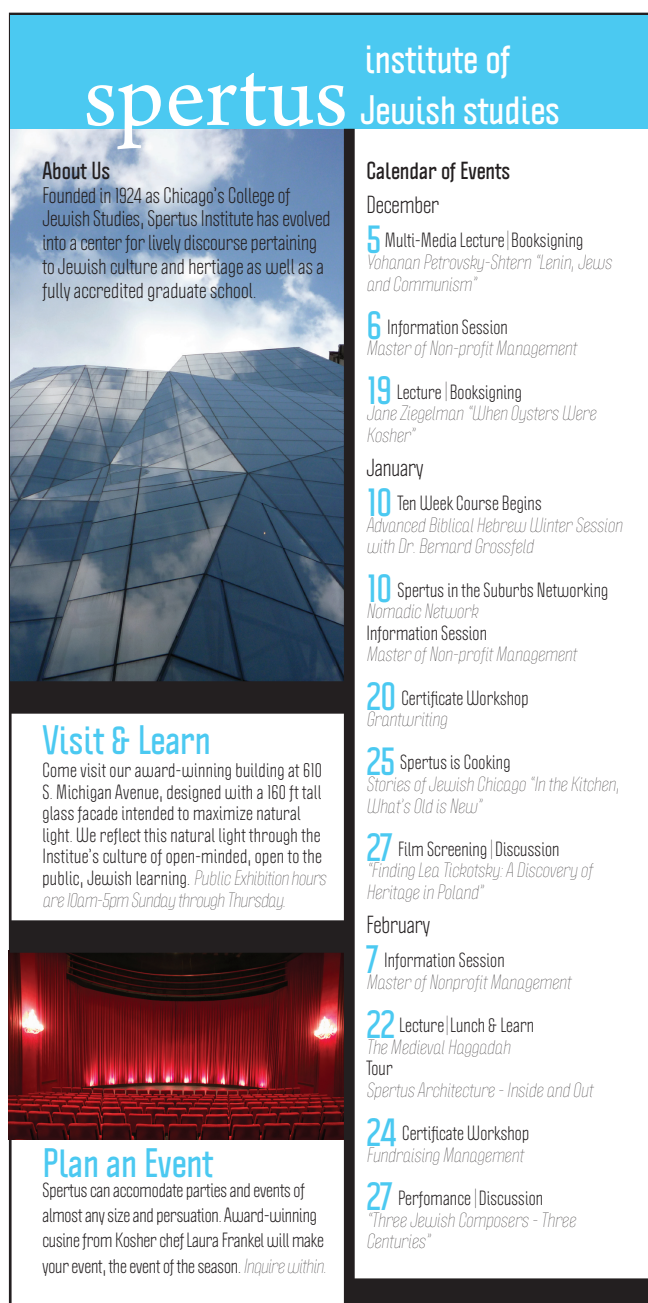 spertus
institute of
Jewish studies
About Us
Founded in 1924 as Chicago's College of
Jewish Studies, Spertus Institute has evolved
into a center for lively discourse pertaining
to Jewish culture and hertiage as well as a
fully accredited graduate school.
Visit & Learn
Come visit our award-winning building at 610
S. Michigan Avenue, designed with a 160 ft tall
glass facade intended to maximize natural
light. We reflect this natural light through the
Institue's culture of open-minded, open to the
public, Jewish learning. Public Exhibition hours
are 10am-5pm Sunday through Thursday.
Plan an Event
Spertus can accomodate parties and events of
almost any size and persuation. Award-winning
cusine from Kosher chef Laura Frankel will make
your event, the event of the season. Inquire within.
Calendar of Events
December
5 Multi-Media Lecture|Booksigning
Yohanan Petrovsky-Shtern "Lenin, Jews
and Communism"
6 Information Session
Master of Non-profit Management
19 Lecture|Booksigning
Jane Ziegelman "When Oysters Were
Kosher"
January
10 Ten Week Course Begins
Advanced Biblical Hebrew Winter Session
with Dr. Bernard Grossfeld
10 Spertus in the Suburbs Networking
Nomadic Network
Information Session
Master of Non-profit Management
20 Certificate Workshop
Grantwriting
25 Spertus is Cooking
Stories of Jewish Chicago "In the Kitchen,
What's Old is New"
27 Film Screening|Discussion
"Finding Lea Tickotsky: A Discovery of
Heritage in Poland"
February
7 Information Session
Master of Nonprofit Management
22 Lecture|Lunch & Learn
The Medieval Haggadah
Tour
Spertus Architecture - Inside and Out
24 Certificate Workshop
Fundraising Management
27 Perfomance|Discussion
"Three Jewish Composers - Three
Centuries"